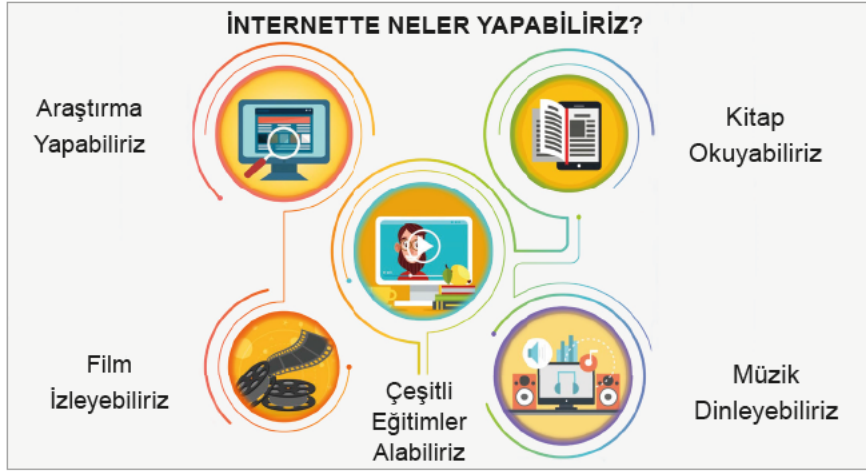 İNTERNETTE NELER YAPABİLİRİZ?
Araştırma
Yapabiliriz
Kitap
Okuyabiliriz
Film
İzleyebiliriz
Çeşitli
Eğitimler
Alabiliriz
Müzik
Dinleyebiliriz